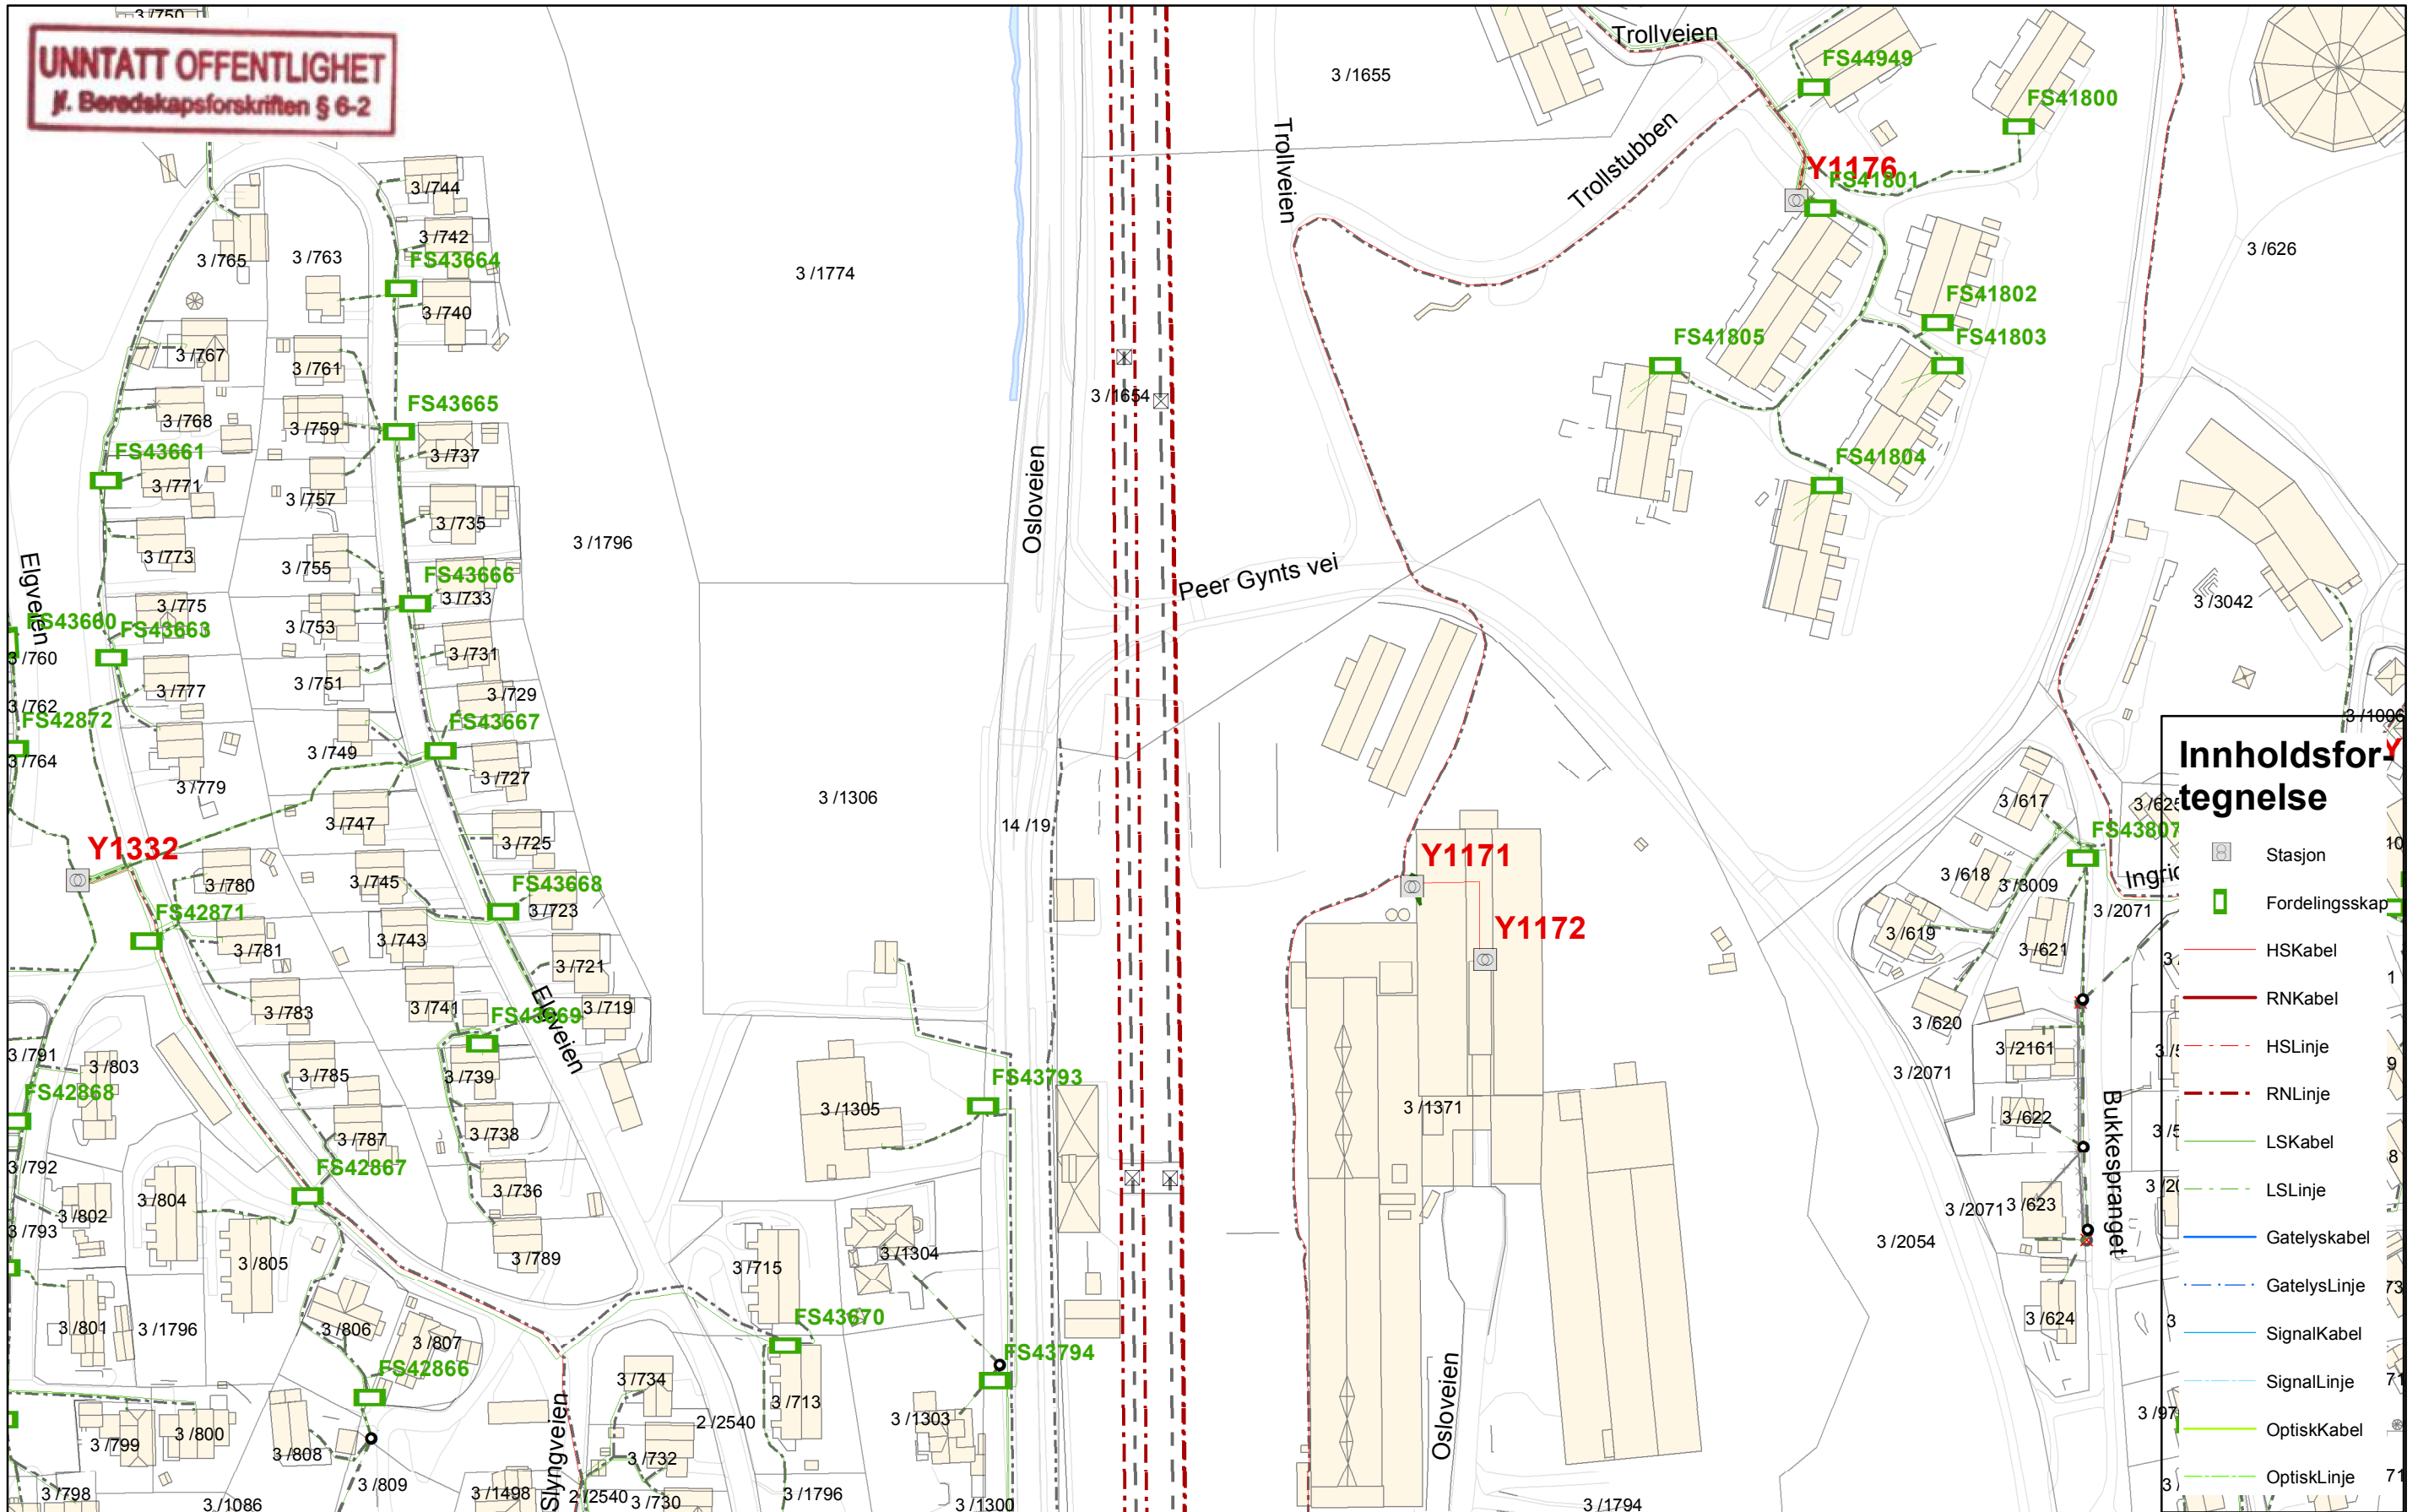 3 /750
UNNTATT OFFENTLIGHET
jf. Beredskapsforskriften § 6-2
Trollveien
3 /1655
FS44949
FS41800
Trollveien
Trollstubben
Y1176
FS41801
3 /744
3 /742
FS43664
3 /765
3 /763
3 /740
3 /1774
3 /626
FS41802
FS41803
FS41805
3 /767
3 /761
3 /1654
FS43665
3 /768
3 /759
3 /737
FS43661
3 /771
3 /757
Osloveien
FS41804
3 /735
3 /1796
3 /773
3 /755
Elgveien
FS43666
3 /733
Peer Gynts vei
3 /775
3 /3042
FS43660
FS43663
3 /753
3 /760
3 /731
3 /777
3 /751
3 /729
3 /762
FS42872
FS43667
3 /1006
3 /764
3 /749
3 /779
3 /727
Innholdsfor-
tegnelse
Y
3 /1306
3 /617
3 /625
14 /19
3 /747
FS43807
3 /725
Y1332
Y1171
Stasjon
3 /780
3 /745
FS43668
3 /618
3 /3009
3 /723
3 /2071
Fordelingsskap
FS42871
Y1172
3 /781
3 /743
3 /619
3 /621
HSKabel
3 /721
3 /783
3 /741
3 /719
RNKabel
FS43669
Elgveien
3 /620
3 /2161
HSLinje
3 /791
3 /803
3 /785
3 /739
3 /2071
FS43793
RNLinje
FS42868
3 /1305
3 /1371
3 /622
Bukkespranget
3 /787
3 /738
LSKabel
3 /792
FS42867
3 /736
LSLinje
3 /804
3 /802
3 /793
3 /2071
3 /623
Gatelyskabel
3 /805
3 /789
3 /1304
3 /2054
3 /715
GatelysLinje
3 /801
3 /1796
3 /806
3 /807
FS43670
3 /624
SignalKabel
FS42866
FS43794
3 /734
Osloveien
SignalLinje
3 /713
2 /2540
3 /1303
3 /97
OptiskKabel
3 /799
3 /800
3 /808
3 /732
Slyngveien
OptiskLinje
3 /798
3 /1086
3 /809
3 /1498
2 /2540
3 /730
3 /1796
3 /1300
3 /1794